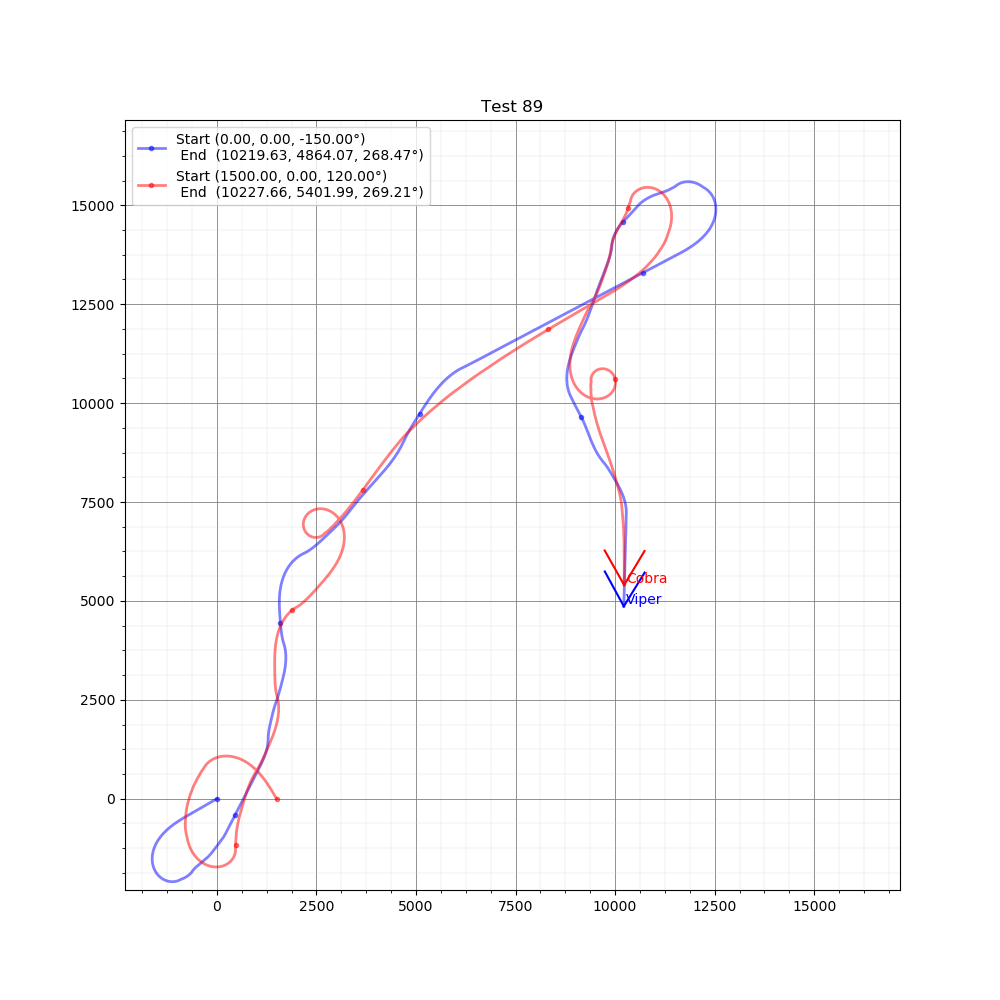 Test 89
Start (0.00, 0.00, -150.00°)
End (10219.63, 4864.07, 268.47°)
Start (1500.00, 0.00, 120.00°)
End (10227.66, 5401.99, 269.21°)
15000
12500
10000
7500
5000
2500
0
Cobra
Viper
0
2500
5000
7500
10000
12500
15000